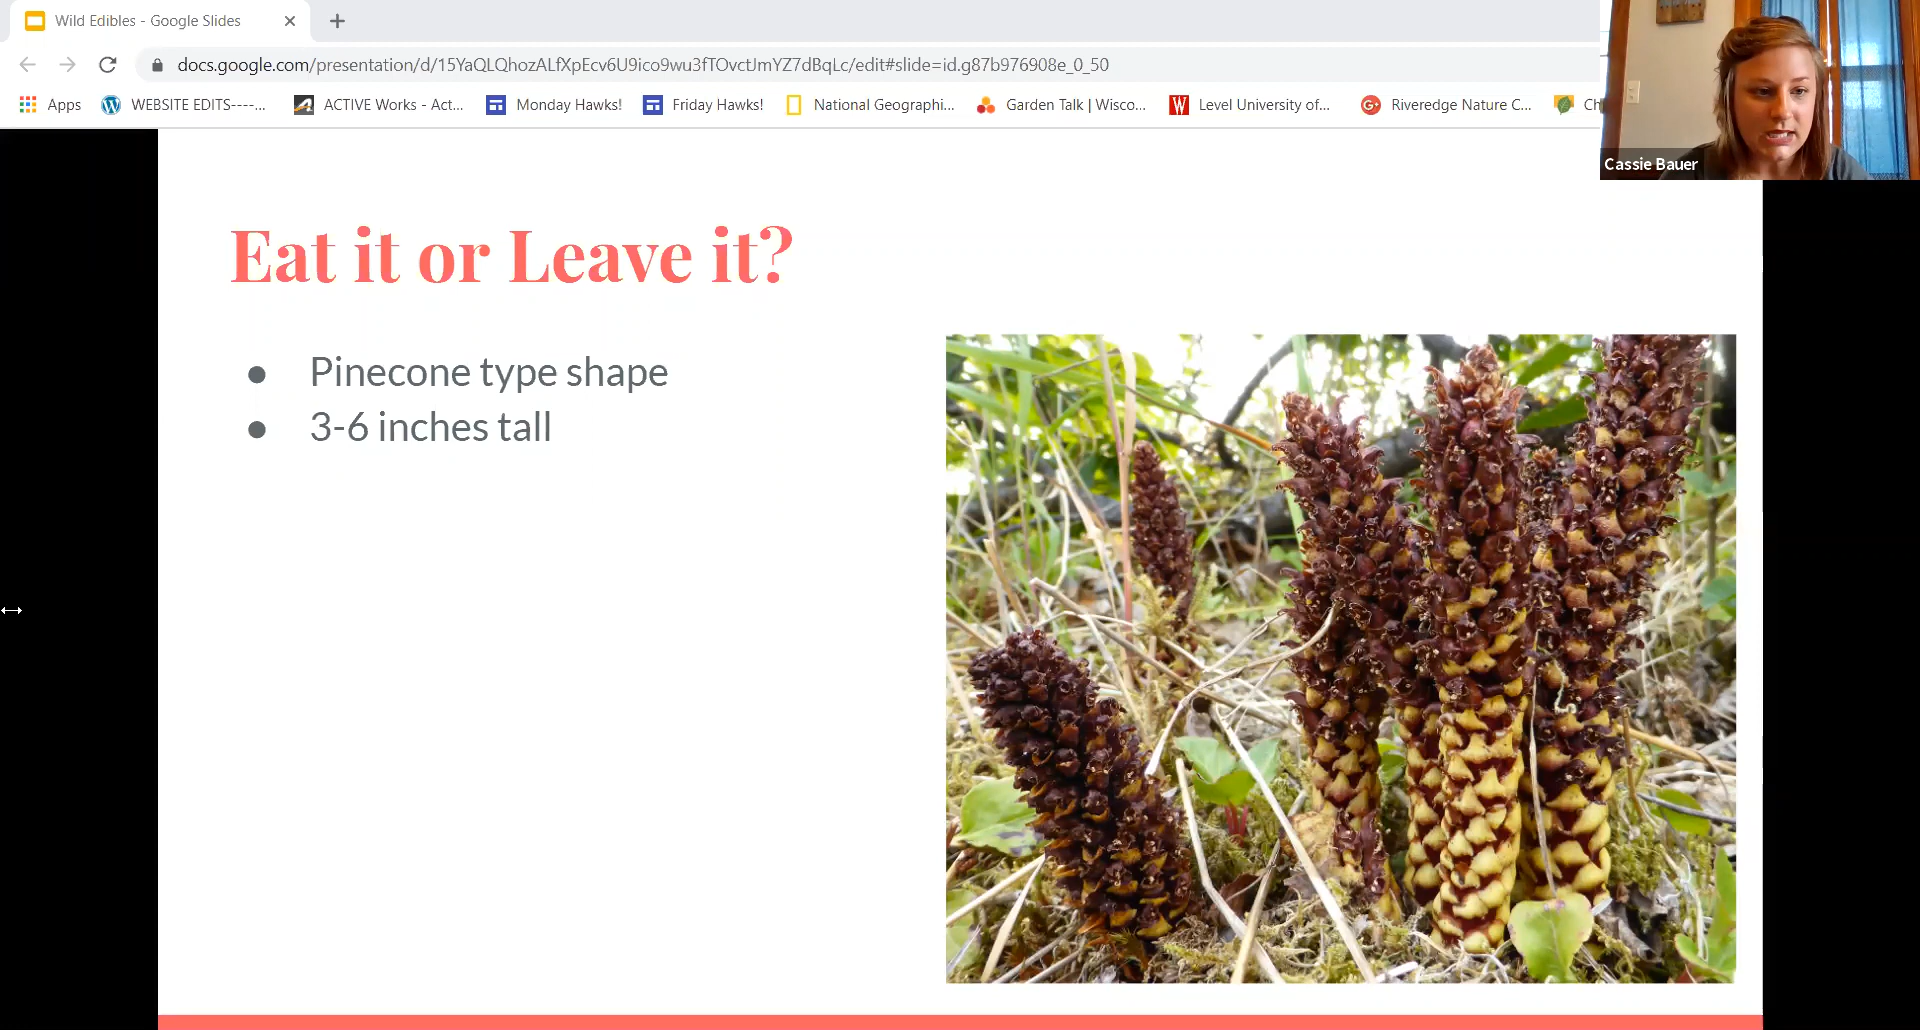 Wild Edibles - Google Slides
docs.google.com/presentation/d/15YaQLQhozALfXpEcv6U9ico9wu3fTOvctJmYZ7dBqLc/edit#slide=id.g87b976908e_0_50
Apps WEBSITE EDITS----... ACTIVE Works - Act... Monday Hawks! Friday Hawks! National Geographi... Garden Talk | Wisco... Level University of... Riveredge Nature C... Ch
Cassie Bauer
Eat it or Leave it?
● Pinecone type shape
● 3-6 inches tall